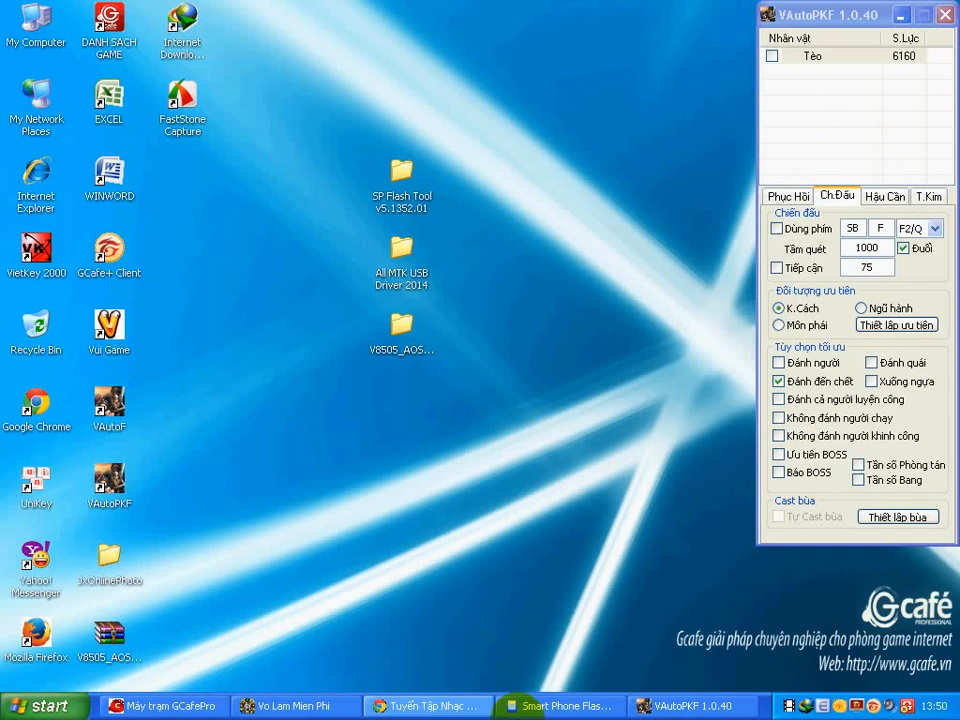 My Computer
DANH SACH
GAME
Internet
Downlo...
My Network
Places
EXCEL
FastStone
Capture
Internet
Explorer
WINWORD
VietKey 2000
GCafe+ Client
Recycle Bin
Vui Game
Google Chrome
VAutoF
UniKey
VAutoPKF
Yahoo!
Messenger
3xOnlinePhoto
Mozilla Firefox
V8505_AOS...
SP Flash Tool
v5.1352.01
All MTK USB
Driver 2014
V8505_AOS...
VAutoPKF 1.0.40
Nhân vật S.Lực
Tèo 6160
Phục Hồi Ch.Đấu Hậu Cần T.Kim
Chiến đấu
Dùng phím SB F F2/Q
Tầm quét 1000 Đuổi
Tiếp cận 75
Đối tượng ưu tiên
K.Cách Ngũ hành
Môn phái Thiết lập ưu tiên
Tùy chọn tối ưu
Đánh người Đánh quái
Đánh đến chết Xuống ngựa
Đánh cả người luyện công
Không đánh người chạy
Không đánh người khinh công
Ưu tiên BOSS
Tần số Phòng tán
Báo BOSS
Tần số Bang
Cast bùa
Tự Cast bùa Thiết lập bùa
Gcafé
PROFESSIONAL
Gcafe giải pháp chuyên nghiệp cho phòng game internet
Web: http://www.gcafe.vn
start Máy trạm GCafePro Vo Lam Mien Phi Tuyển Tập Nhạc ... Smart Phone Flas... VAutoPKF 1.0.40 13:50